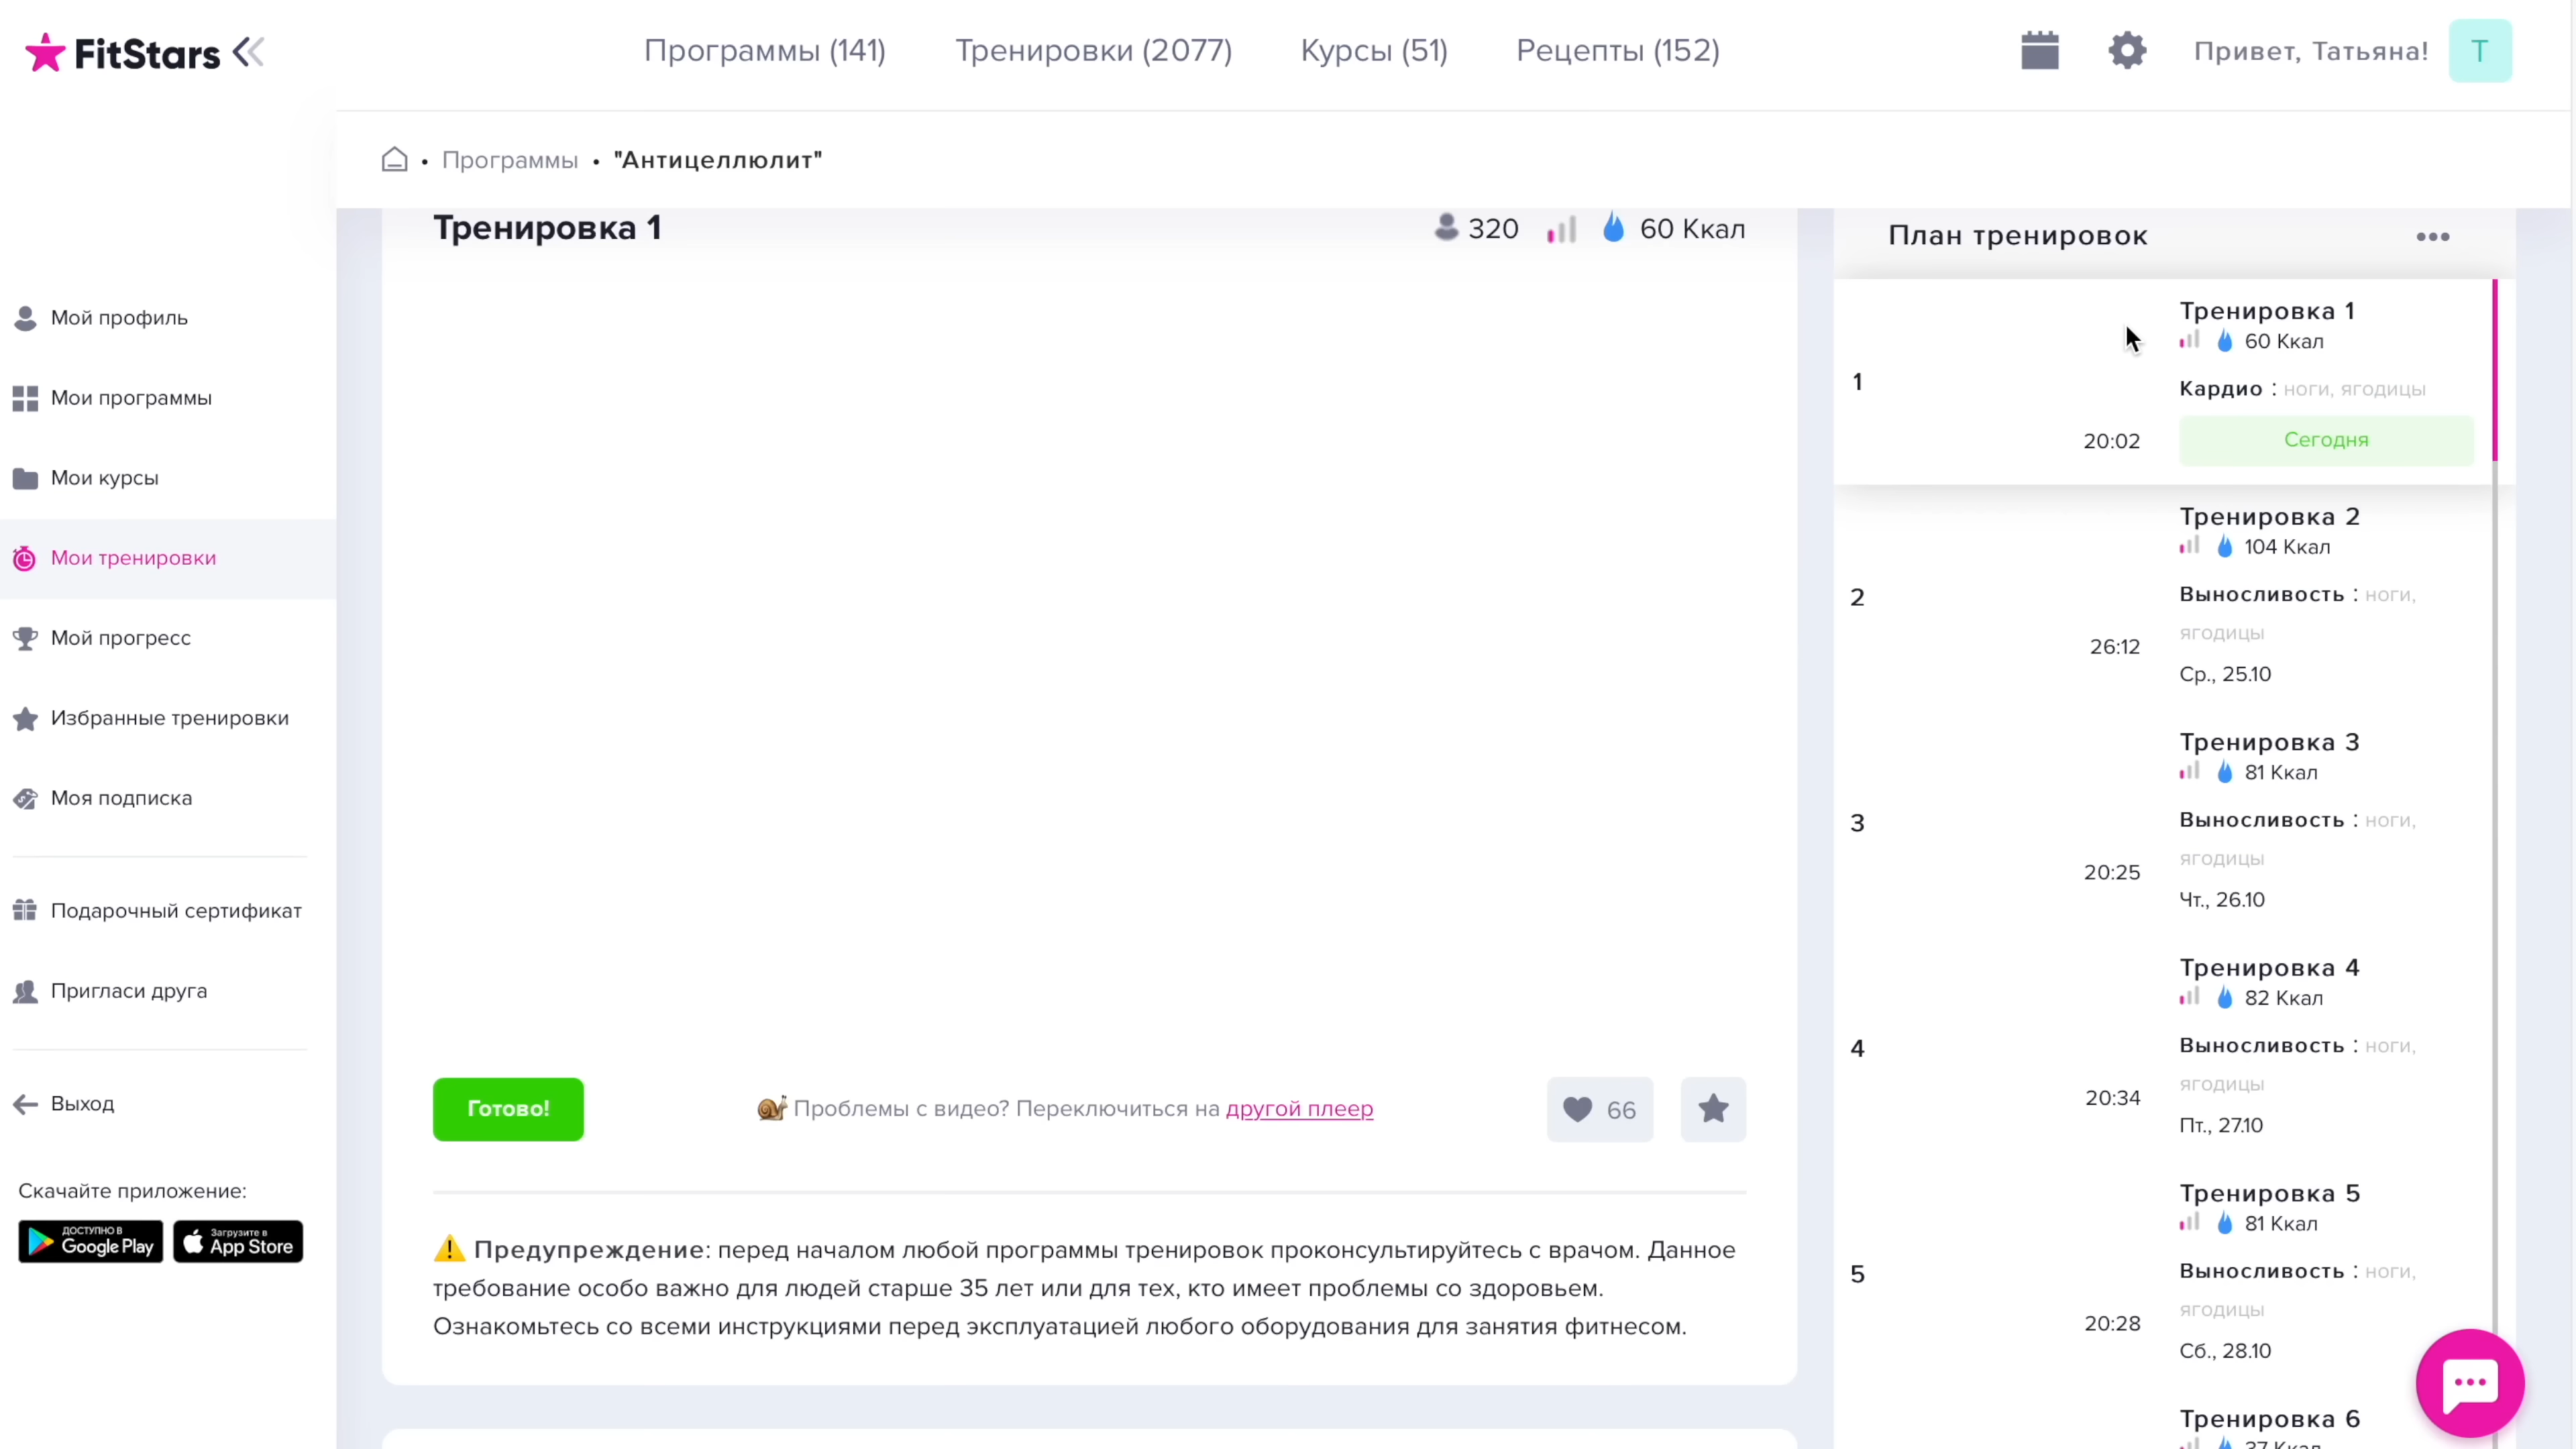 FitStars
Программы (141)
Тренировки (2077)
Курсы (51)
Рецепты (152)
Привет, Татьяна!
Т
• Программы • "Антицеллюлит"
Мой профиль
Мои программы
Мои курсы
Мои тренировки
Мой прогресс
Избранные тренировки
Моя подписка
Подарочный сертификат
Пригласи друга
Выход
Скачайте приложение:
ДОСТУПНО В
Google Play
Загрузите в
App Store
Тренировка 1
320
60 Ккал
Готово!
Проблемы с видео? Переключиться на другой плеер
66
Предупреждение: перед началом любой программы тренировок проконсультируйтесь с врачом. Данное
требование особо важно для людей старше 35 лет или для тех, кто имеет проблемы со здоровьем.
Ознакомьтесь со всеми инструкциями перед эксплуатацией любого оборудования для занятия фитнесом.
План тренировок
1
20:02
Тренировка 1
60 Ккал
Кардио : ноги, ягодицы
Сегодня
2
26:12
Тренировка 2
104 Ккал
Выносливость : ноги,
ягодицы
Ср., 25.10
3
20:25
Тренировка 3
81 Ккал
Выносливость : ноги,
ягодицы
Чт., 26.10
4
20:34
Тренировка 4
82 Ккал
Выносливость : ноги,
ягодицы
Пт., 27.10
5
20:28
Тренировка 5
81 Ккал
Выносливость : ноги,
ягодицы
Сб., 28.10
Тренировка 6
37 Ккал